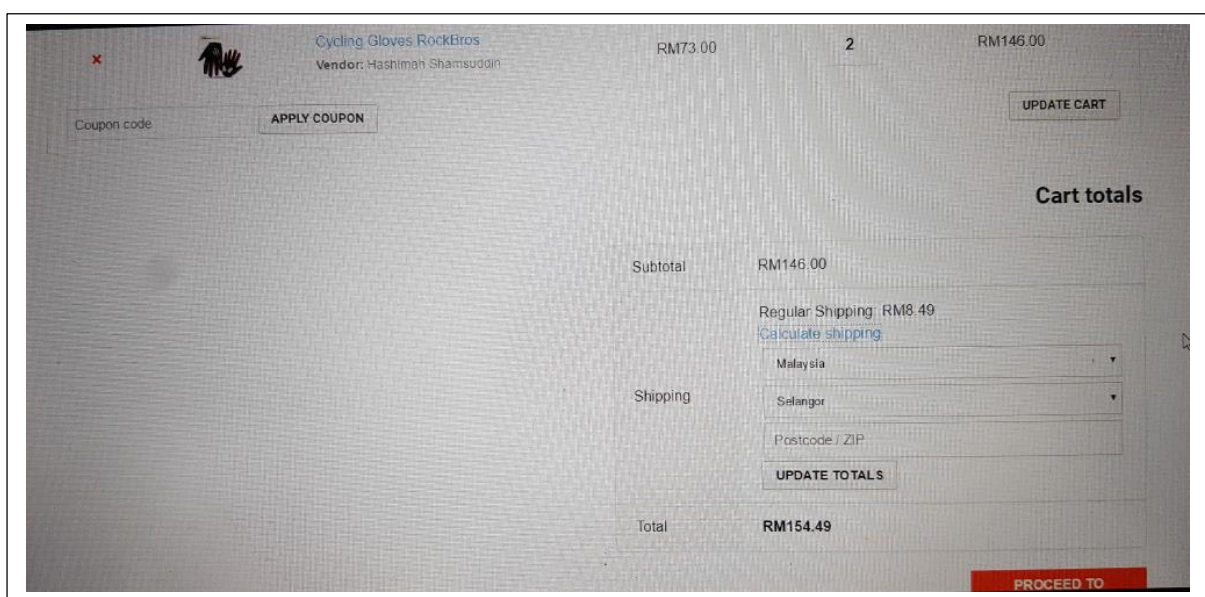 ×
Cycling Gloves RockBros
Vendor: Hashimah Shamsuddin
RM73.00
2
RM146.00
Coupon code
APPLY COUPON
UPDATE CART
Cart totals
Subtotal
RM146.00
Shipping
Regular Shipping: RM8.49
Calculate shipping
Malaysia
Selangor
Postcode / ZIP
UPDATE TOTALS
Total
RM154.49
PROCEED TO